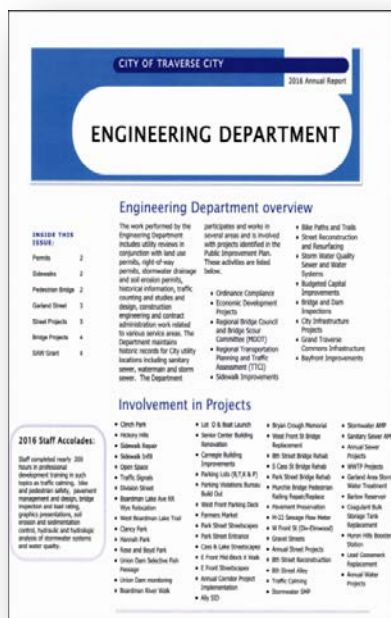 CITY OF TRAVERSE CITY
2016 Annual Report
ENGINEERING DEPARTMENT
INSIDE THIS
ISSUE:
Permits 2
Sidewalks 2
Pedestrian Bridge 2
Garland Street 3
Street Projects 3
Bridge Projects 4
SAW Grant 4
Engineering Department overview
The work performed by the
Engineering Department
includes utility reviews in
conjunction with land use
permits, right-of-way
permits, stormwater drainage
and soil erosion permits,
historical information, traffic
counting and studies and
design, construction
engineering and contract
administration work related
to various service areas. The
Department maintains
historic records for City utility
locations including sanitary
sewer, watermain and storm
sewer. The Department
participates and works in
several areas and is involved
with projects identified in the
Public Improvement Plan.
These activities are listed
below.
• Ordinance Compliance
• Economic Development
Projects
• Regional Bridge Council
and Bridge Scour
Committee (MDOT)
• Regional Transportation
Planning and Traffic
Assessment (TTCI)
• Sidewalk Improvements
• Bike Paths and Trails
• Street Reconstruction
and Resurfacing
• Storm Water Quality
Sewer and Water
Systems
• Budgeted Capital
Improvements
• Bridge and Dam
Inspections
• City Infrastructure
Projects
• Grand Traverse
Commons Infrastructure
• Bayfront Improvements
2016 Staff Accolades:
Staff completed nearly 200
hours in professional
development training in such
topics as traffic calming, bike
and pedestrian safety, pavement
management and design, bridge
inspection and load rating,
graphics presentations, soil
erosion and sedimentation
control, hydraulic and hydrologic
analysis of stormwater systems
and water quality.
Involvement in Projects
• Clinch Park
• Hickory Hills
• Sidewalk Repair
• Sidewalk Infill
• Open Space
• Traffic Signals
• Division Street
• Boardman Lake Ave RR
Wye Relocation
• West Boardman Lake Trail
• Clancy Park
• Hannah Park
• Rose and Boyd Park
• Union Dam Selective Fish
Passage
• Union Dam monitoring
• Boardman River Walk
• Lot D & Boat Launch
• Senior Center Building
Renovation
• Carnegie Building
Improvements
• Parking Lots (B,T,K & P)
• Parking Violations Bureau
Build Out
• West Front Parking Deck
• Farmers Market
• Park Street Streetscapes
• Park Street Entrance
• Cass & Lake Streetscapes
• E Front Mid-block X Walk
• E Front Streetscapes
• Annual Corridor Project
Implementation
• Ally SID
• Bryan Crough Memorial
• West Front St Bridge
Replacement
• 8th Street Bridge Rehab
• S Cass St Bridge Rehab
• Park Street Bridge Rehab
• Murchie Bridge Pedestrian
Railing Repair/Replace
• Pavement Preservation
• M-22 Sewage Flow Meter
• W Front St (Div-Elmwood)
• Gravel Streets
• Annual Street Projects
• 8th Street Reconstruction
• 8th Street Alley
• Traffic Calming
• Stormwater SMP
• Stormwater AMP
• Sanitary Sewer AMP
• Annual Sewer
Projects
• WWTP Projects
• Garland Area Storm
Water Treatment
• Barlow Reservoir
• Coagulant Bulk
Storage Tank
Replacement
• Huron Hills Booster
Station
• Lead Gooseneck
Replacement
• Annual Water
Projects